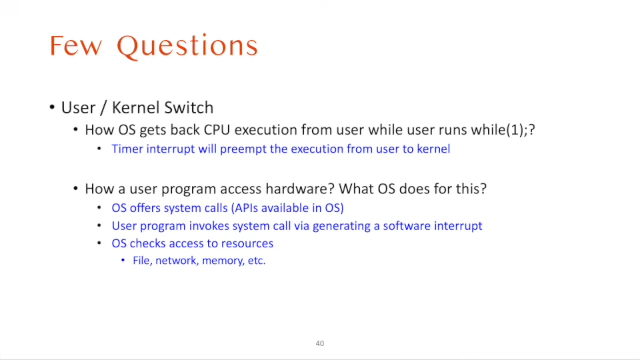 Few Questions
• User / Kernel Switch
• How OS gets back CPU execution from user while user runs while(1);?
• Timer interrupt will preempt the execution from user to kernel
• How a user program access hardware? What OS does for this?
• OS offers system calls (APIs available in OS)
• User program invokes system call via generating a software interrupt
• OS checks access to resources
• File, network, memory, etc.
40